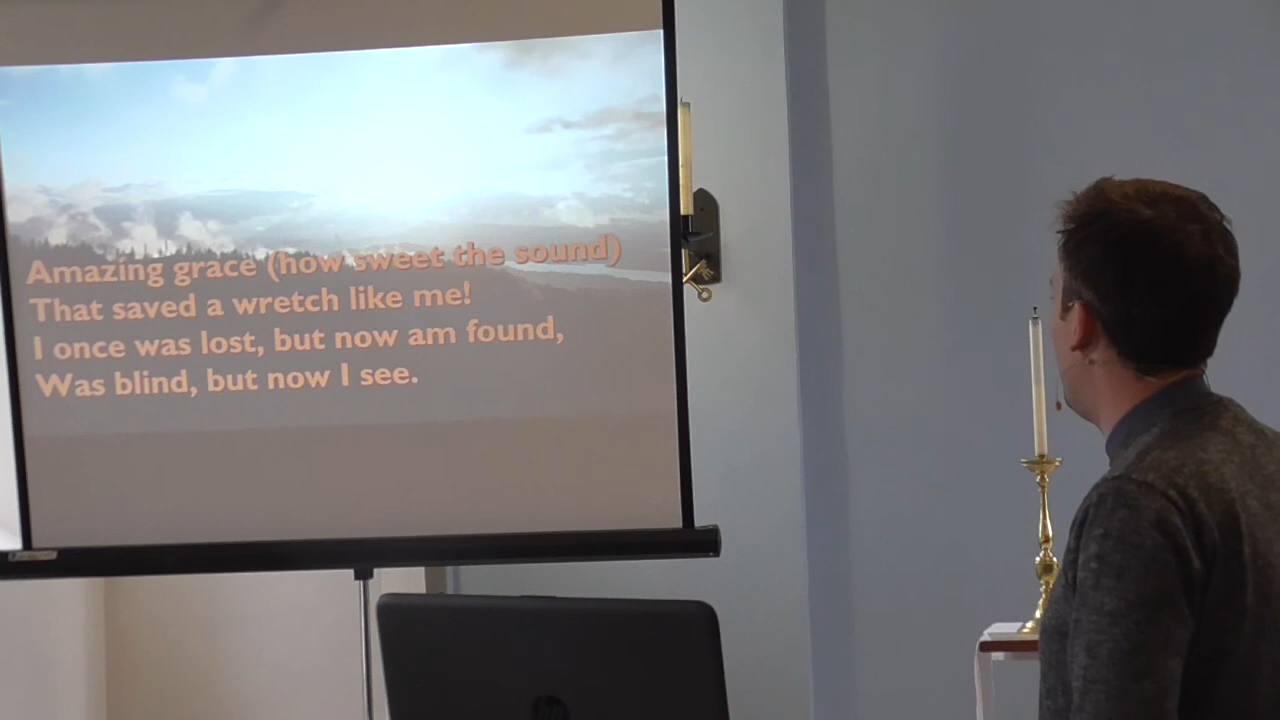 Amazing grace (how sweet the sound)
That saved a wretch like me!
I once was lost, but now am found,
Was blind, but now I see.
hp